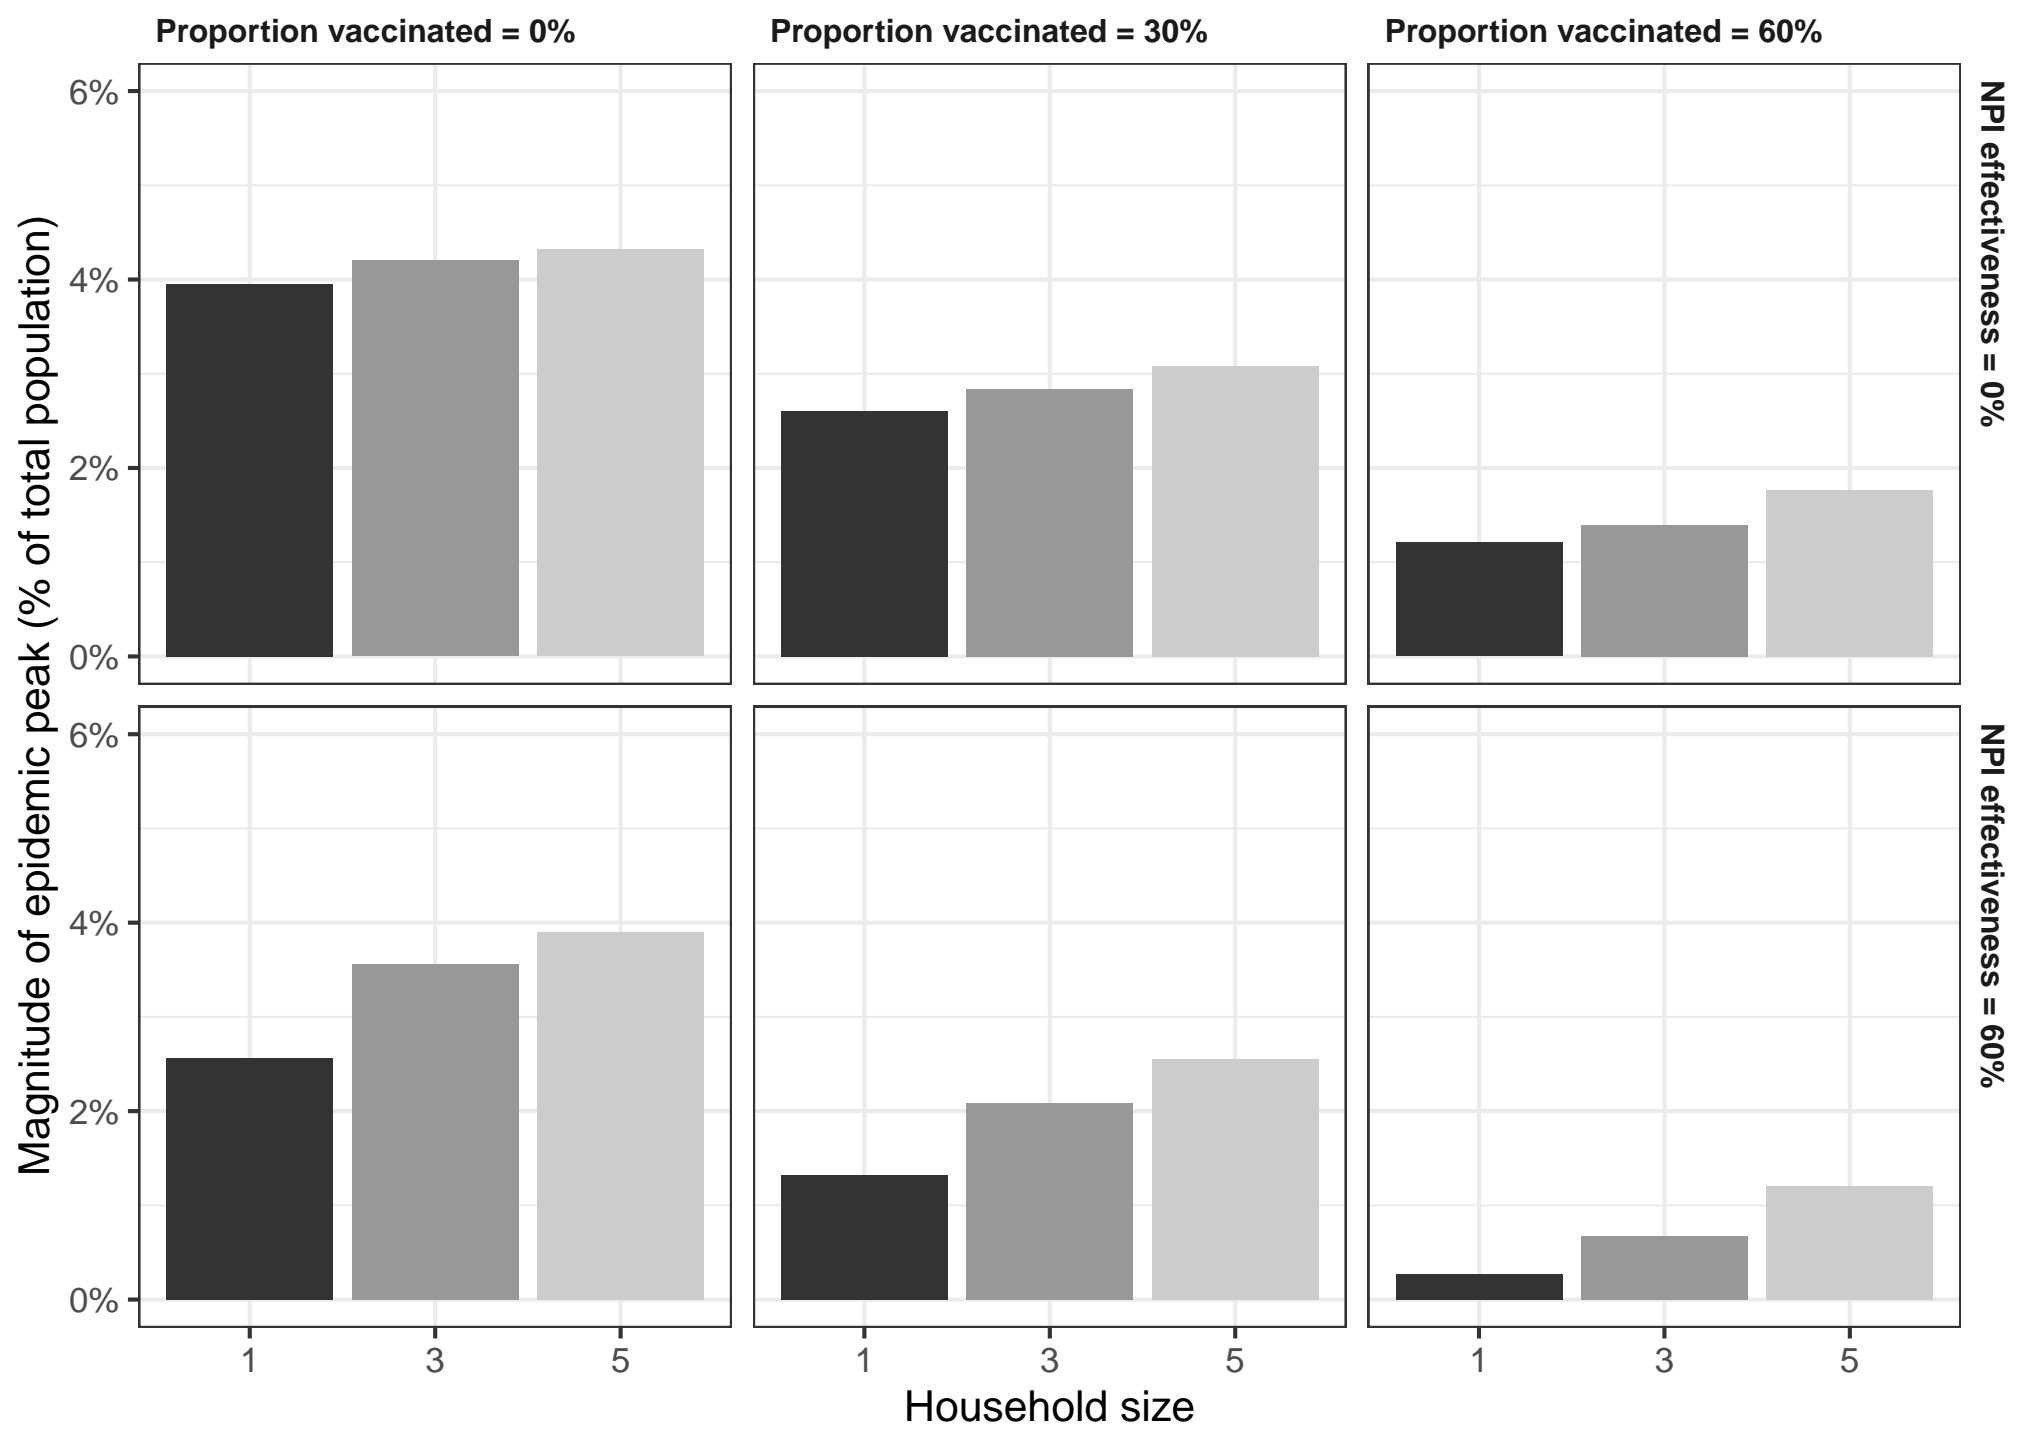 Proportion vaccinated = 0%
Proportion vaccinated = 30%
Proportion vaccinated = 60%
Magnitude of epidemic peak (% of total population)
6%
4%
2%
0%
NPI effectiveness = 0%
6%
4%
2%
0%
NPI effectiveness = 60%
1 3 5
1 3 5
1 3 5
Household size